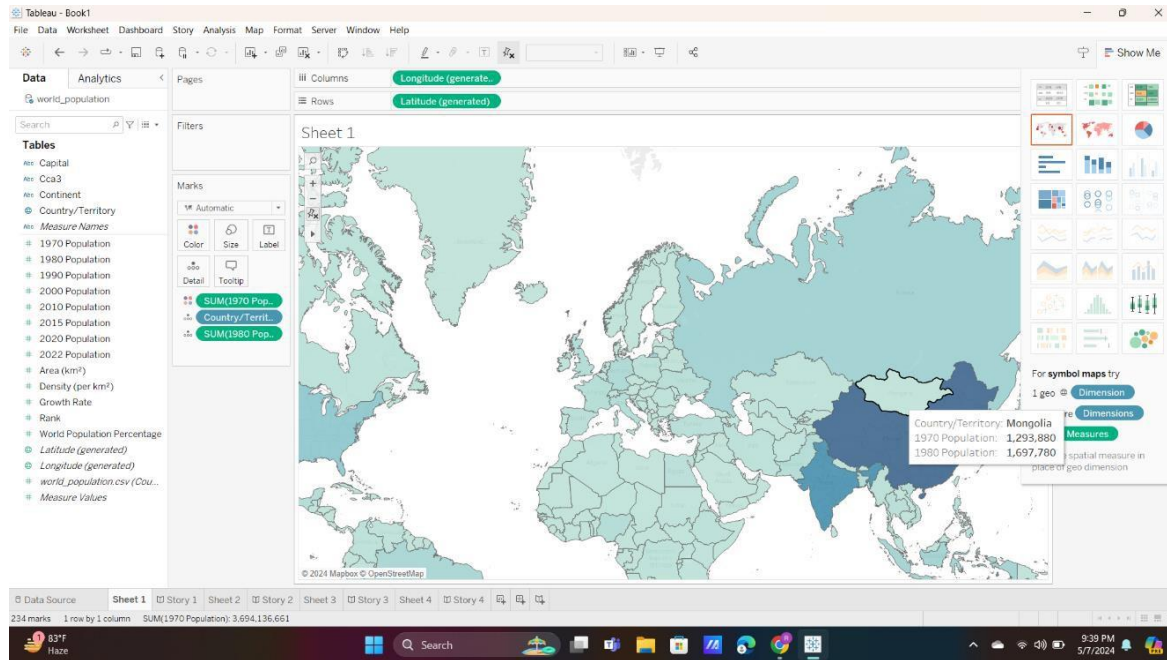 Tableau - Book1
File Data Worksheet Dashboard Story Analysis Map Format Server Window Help
Show Me
Data Analytics
world_population
Search
Tables
Abc Capital
Abc Cca3
Abc Continent
Country/Territory
Abc Measure Names
# 1970 Population
# 1980 Population
# 1990 Population
# 2000 Population
# 2010 Population
# 2015 Population
# 2020 Population
# 2022 Population
# Area (km²)
# Density (per km²)
# Growth Rate
# Rank
# World Population Percentage
Latitude (generated)
Longitude (generated)
# world_population.csv (Cou...
# Measure Values
Pages
Filters
Marks
Automatic
Color Size Label
Detail Tooltip
SUM(1970 Pop..
Country/Territ..
SUM(1980 Pop..
Columns Longitude (generate..
Rows Latitude (generated)
Sheet 1
Country/Territory: Mongolia
1970 Population: 1,293,880
1980 Population: 1,697,780
© 2024 Mapbox © OpenStreetMap
For symbol maps try
1 geo Dimension
re Dimensions
Measures
spatial measure in
place of geo dimension
Data Source Sheet 1 Story 1 Sheet 2 Story 2 Sheet 3 Story 3 Sheet 4 Story 4
234 marks 1 row by 1 column SUM(1970 Population): 3,694,136,661
1
83°F
Haze
Search
9:39 PM
5/7/2024